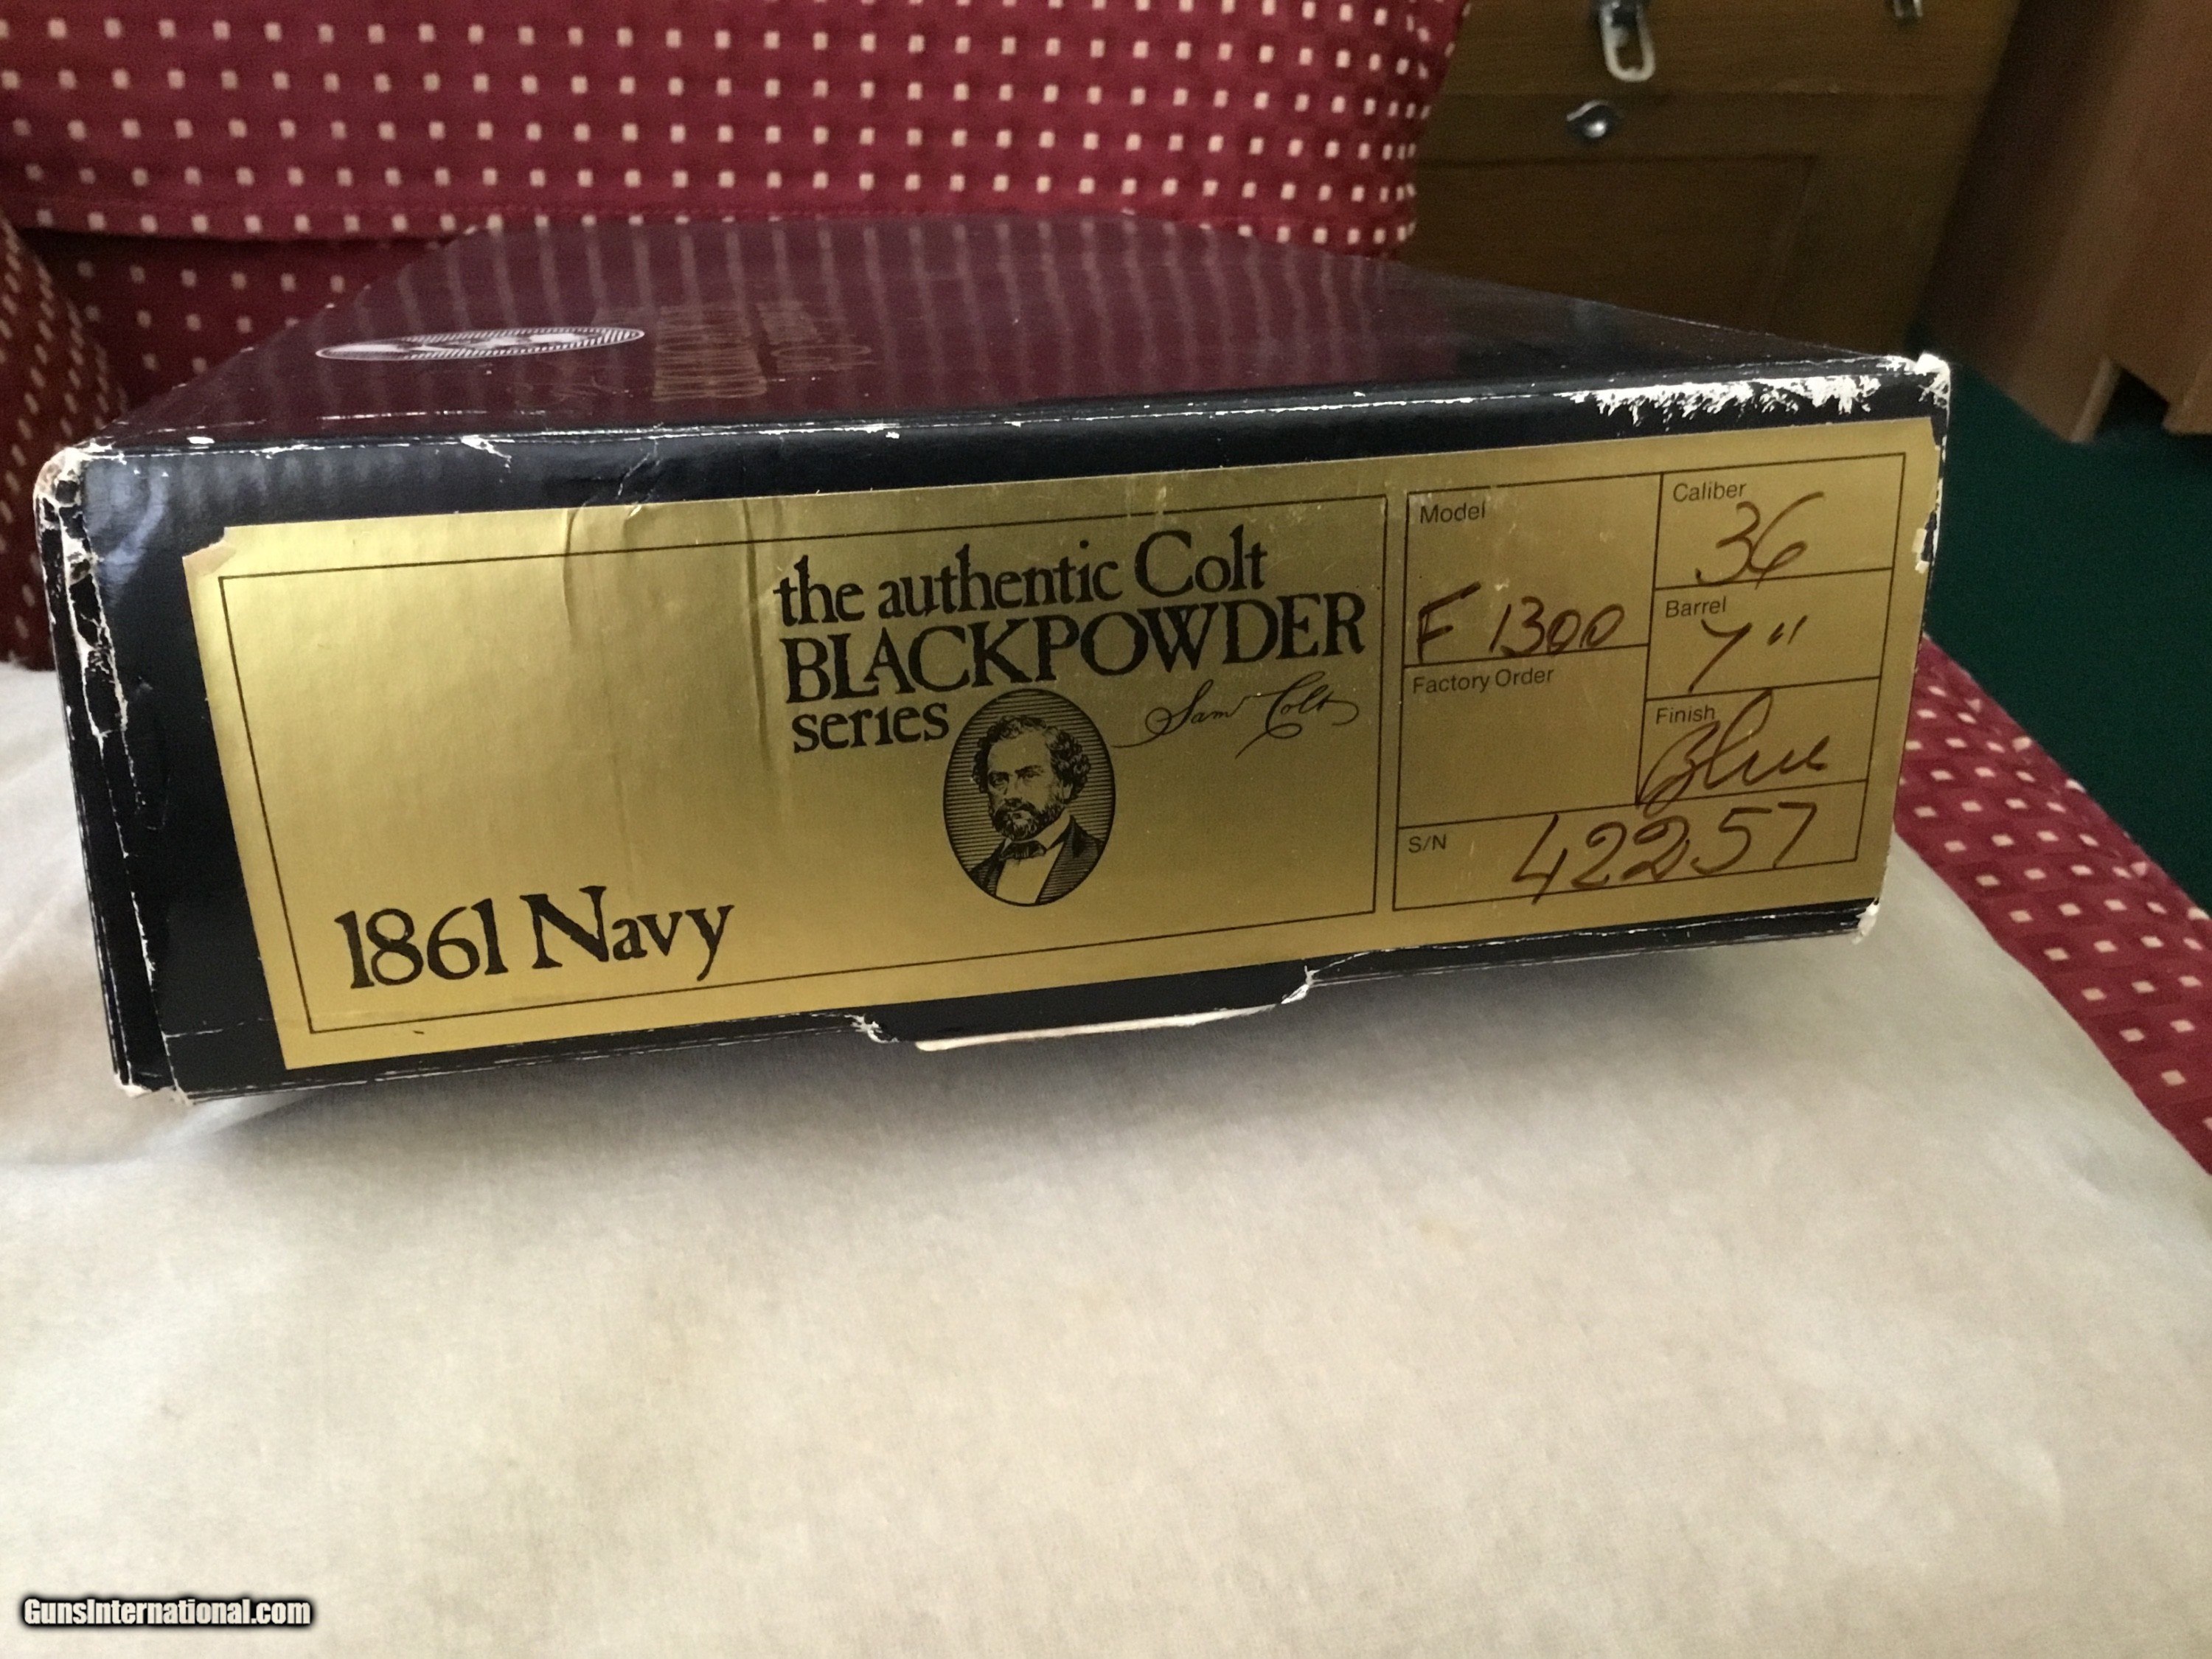 the authentic Colt
BLACKPOWDER
series
Sam Colt
1861 Navy
Model
F 1300
Caliber
36
Barrel
7"
Factory Order
Finish
Blue
S/N
42257
GunsInternational.com